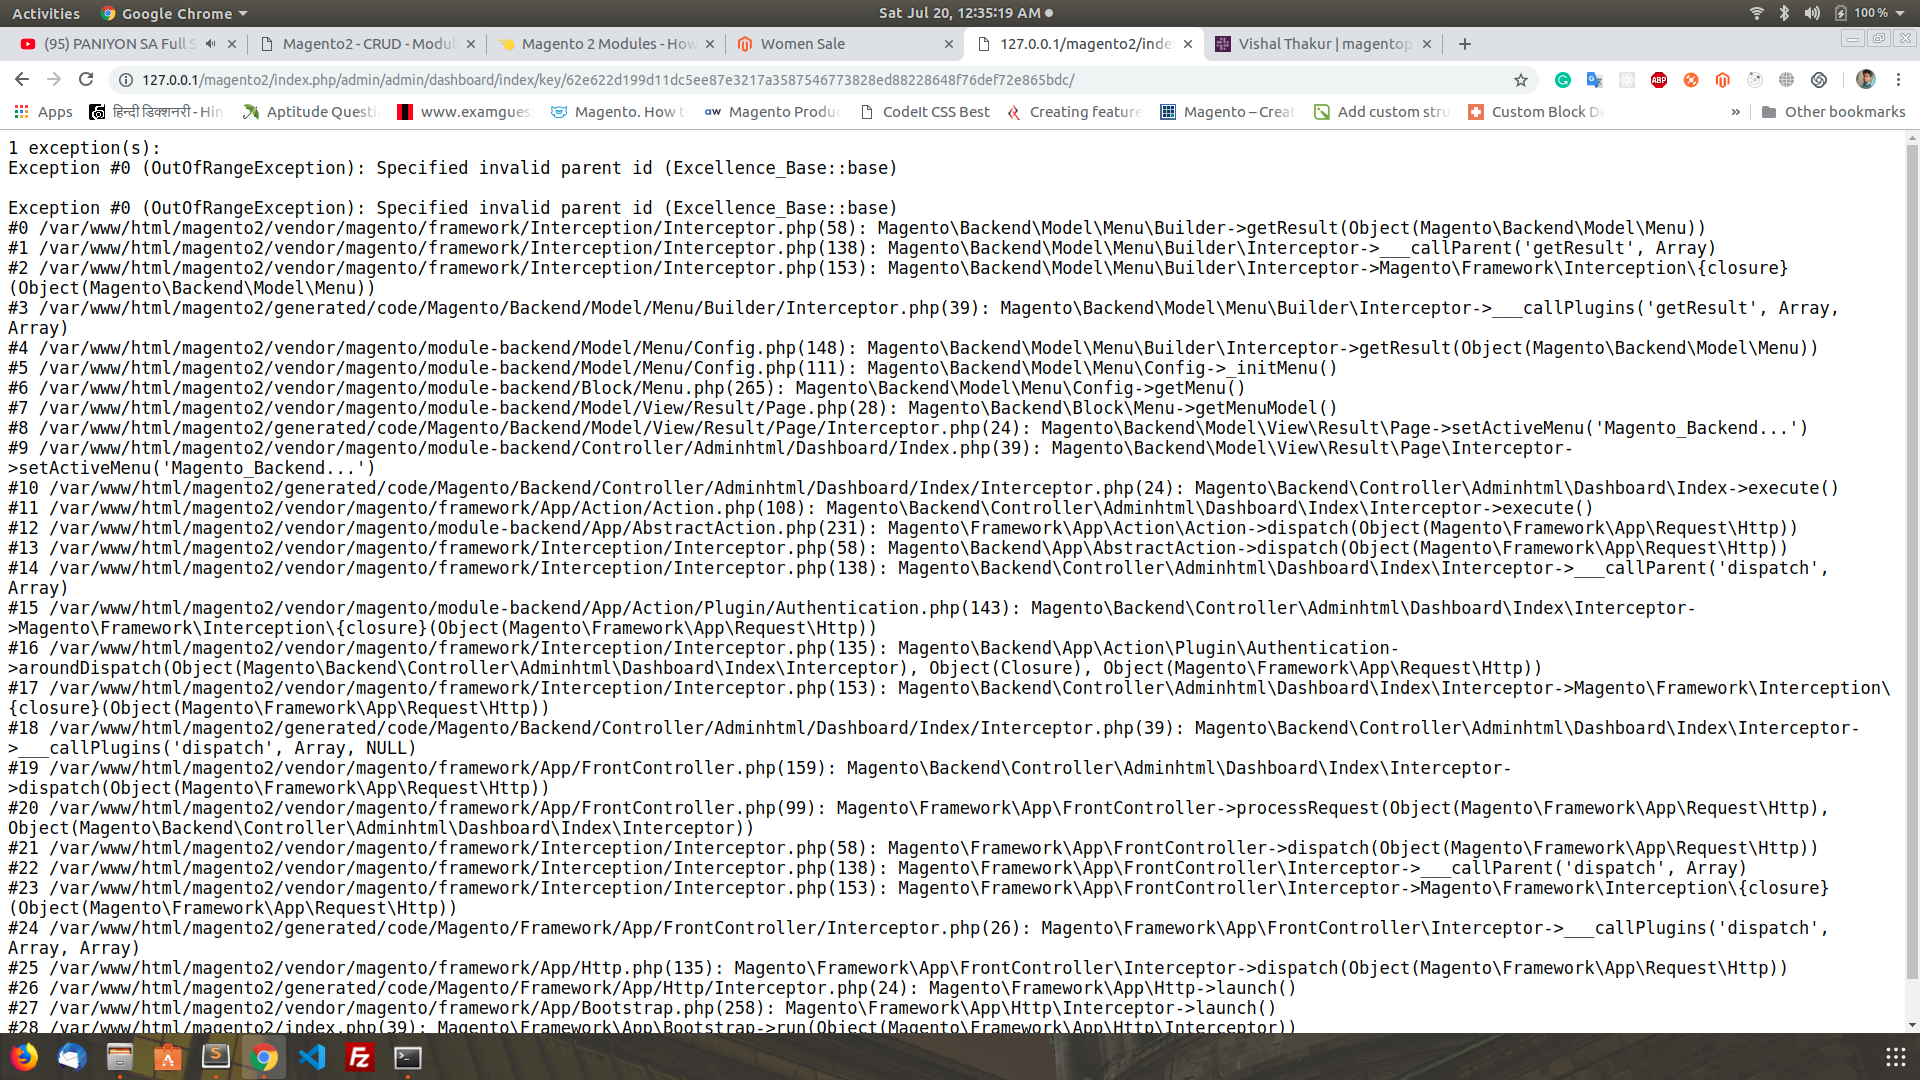 Activities
Google Chrome
Sat Jul 20, 12:35:19 AM
100 %
(95) PANIYON SA Full S
Magento2 - CRUD - Modul
Magento 2 Modules - How
Women Sale
127.0.0.1/magento2/inde
Vishal Thakur | magentop
127.0.0.1/magento2/index.php/admin/admin/dashboard/index/key/62e622d199d11dc5ee87e3217a3587546773828ed88228648f76def72e865bdc/
Apps
हिन्दी डिक्शनरी - Hin
Aptitude Questi
www.examgues
Magento. How t
Magento Produc
CodeIt CSS Best
Creating feature
Magento – Creat
Add custom stru
Custom Block De
»
Other bookmarks
1 exception(s):
Exception #0 (OutOfRangeException): Specified invalid parent id (Excellence_Base::base)
Exception #0 (OutOfRangeException): Specified invalid parent id (Excellence_Base::base)
#0 /var/www/html/magento2/vendor/magento/framework/Interception/Interceptor.php(58): Magento\Backend\Model\Menu\Builder->getResult(Object(Magento\Backend\Model\Menu))
#1 /var/www/html/magento2/vendor/magento/framework/Interception/Interceptor.php(138): Magento\Backend\Model\Menu\Builder\Interceptor->___callParent('getResult', Array)
#2 /var/www/html/magento2/vendor/magento/framework/Interception/Interceptor.php(153): Magento\Backend\Model\Menu\Builder\Interceptor->Magento\Framework\Interception\{closure}
(Object(Magento\Backend\Model\Menu))
#3 /var/www/html/magento2/generated/code/Magento/Backend/Model/Menu/Builder/Interceptor.php(39): Magento\Backend\Model\Menu\Builder\Interceptor->___callPlugins('getResult', Array,
Array)
#4 /var/www/html/magento2/vendor/magento/module-backend/Model/Menu/Config.php(148): Magento\Backend\Model\Menu\Builder\Interceptor->getResult(Object(Magento\Backend\Model\Menu))
#5 /var/www/html/magento2/vendor/magento/module-backend/Model/Menu/Config.php(111): Magento\Backend\Model\Menu\Config->_initMenu()
#6 /var/www/html/magento2/vendor/magento/module-backend/Block/Menu.php(265): Magento\Backend\Model\Menu\Config->getMenu()
#7 /var/www/html/magento2/vendor/magento/module-backend/Model/View/Result/Page.php(28): Magento\Backend\Block\Menu->getMenuModel()
#8 /var/www/html/magento2/generated/code/Magento/Backend/Model/View/Result/Page/Interceptor.php(24): Magento\Backend\Model\View\Result\Page->setActiveMenu('Magento_Backend...')
#9 /var/www/html/magento2/vendor/magento/module-backend/Controller/Adminhtml/Dashboard/Index.php(39): Magento\Backend\Model\View\Result\Page\Interceptor-
>setActiveMenu('Magento_Backend...')
#10 /var/www/html/magento2/generated/code/Magento/Backend/Controller/Adminhtml/Dashboard/Index/Interceptor.php(24): Magento\Backend\Controller\Adminhtml\Dashboard\Index->execute()
#11 /var/www/html/magento2/vendor/magento/framework/App/Action/Action.php(108): Magento\Backend\Controller\Adminhtml\Dashboard\Index\Interceptor->execute()
#12 /var/www/html/magento2/vendor/magento/module-backend/App/AbstractAction.php(231): Magento\Framework\App\Action\Action->dispatch(Object(Magento\Framework\App\Request\Http))
#13 /var/www/html/magento2/vendor/magento/framework/Interception/Interceptor.php(58): Magento\Backend\App\AbstractAction->dispatch(Object(Magento\Framework\App\Request\Http))
#14 /var/www/html/magento2/vendor/magento/framework/Interception/Interceptor.php(138): Magento\Backend\Controller\Adminhtml\Dashboard\Index\Interceptor->___callParent('dispatch',
Array)
#15 /var/www/html/magento2/vendor/magento/module-backend/App/Action/Plugin/Authentication.php(143): Magento\Backend\Controller\Adminhtml\Dashboard\Index\Interceptor-
>Magento\Framework\Interception\{closure}(Object(Magento\Framework\App\Request\Http))
#16 /var/www/html/magento2/vendor/magento/framework/Interception/Interceptor.php(135): Magento\Backend\App\Action\Plugin\Authentication-
>aroundDispatch(Object(Magento\Backend\Controller\Adminhtml\Dashboard\Index\Interceptor), Object(Closure), Object(Magento\Framework\App\Request\Http))
#17 /var/www/html/magento2/vendor/magento/framework/Interception/Interceptor.php(153): Magento\Backend\Controller\Adminhtml\Dashboard\Index\Interceptor->Magento\Framework\Interception\
{closure}(Object(Magento\Framework\App\Request\Http))
#18 /var/www/html/magento2/generated/code/Magento/Backend/Controller/Adminhtml/Dashboard/Index/Interceptor.php(39): Magento\Backend\Controller\Adminhtml\Dashboard\Index\Interceptor-
>___callPlugins('dispatch', Array, NULL)
#19 /var/www/html/magento2/vendor/magento/framework/App/FrontController.php(159): Magento\Backend\Controller\Adminhtml\Dashboard\Index\Interceptor-
>dispatch(Object(Magento\Framework\App\Request\Http))
#20 /var/www/html/magento2/vendor/magento/framework/App/FrontController.php(99): Magento\Framework\App\FrontController->processRequest(Object(Magento\Framework\App\Request\Http),
Object(Magento\Backend\Controller\Adminhtml\Dashboard\Index\Interceptor))
#21 /var/www/html/magento2/vendor/magento/framework/Interception/Interceptor.php(58): Magento\Framework\App\FrontController->dispatch(Object(Magento\Framework\App\Request\Http))
#22 /var/www/html/magento2/vendor/magento/framework/Interception/Interceptor.php(138): Magento\Framework\App\FrontController\Interceptor->___callParent('dispatch', Array)
#23 /var/www/html/magento2/vendor/magento/framework/Interception/Interceptor.php(153): Magento\Framework\App\FrontController\Interceptor->Magento\Framework\Interception\{closure}
(Object(Magento\Framework\App\Request\Http))
#24 /var/www/html/magento2/generated/code/Magento/Framework/App/FrontController/Interceptor.php(26): Magento\Framework\App\FrontController\Interceptor->___callPlugins('dispatch',
Array, Array)
#25 /var/www/html/magento2/vendor/magento/framework/App/Http.php(135): Magento\Framework\App\FrontController\Interceptor->dispatch(Object(Magento\Framework\App\Request\Http))
#26 /var/www/html/magento2/generated/code/Magento/Framework/App/Http/Interceptor.php(24): Magento\Framework\App\Http->launch()
#27 /var/www/html/magento2/vendor/magento/framework/App/Bootstrap.php(258): Magento\Framework\App\Http\Interceptor->launch()
#28 /var/www/html/magento2/index.php(39): Magento\Framework\App\Bootstrap->run(Object(Magento\Framework\App\Http\Interceptor))